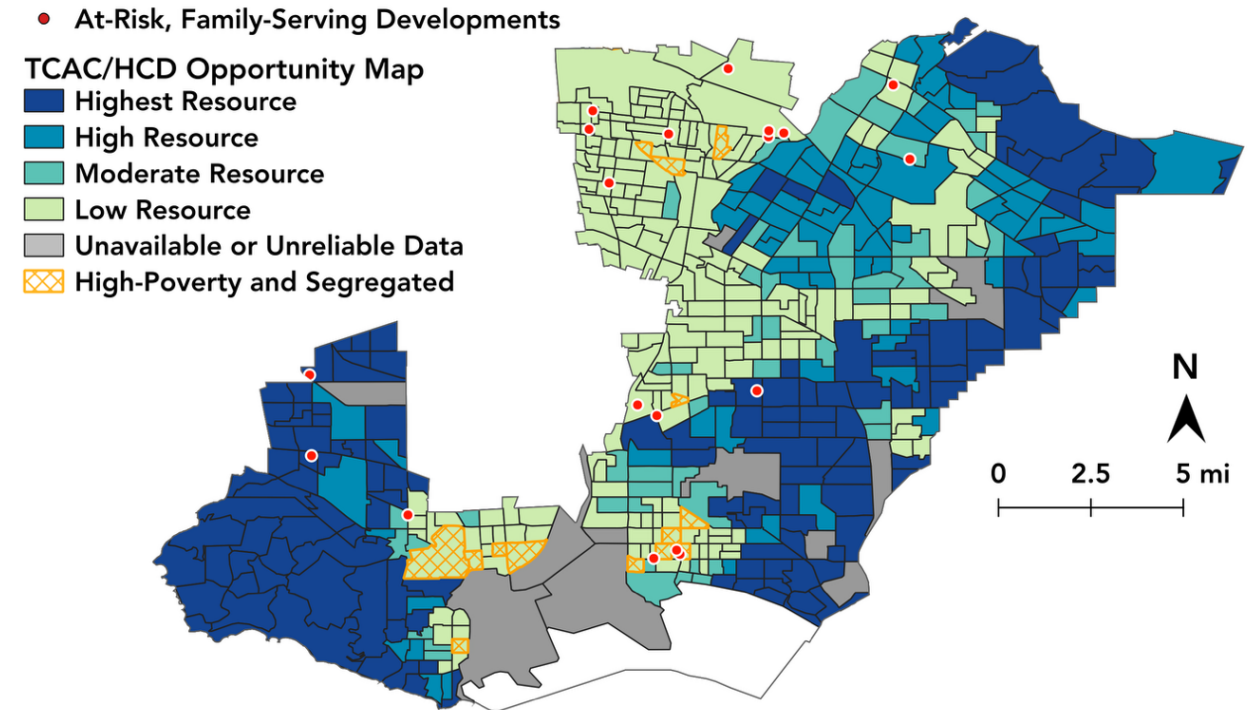 At-Risk, Family-Serving Developments
TCAC/HCD Opportunity Map
Highest Resource
High Resource
Moderate Resource
Low Resource
Unavailable or Unreliable Data
High-Poverty and Segregated
N
0 2.5 5 mi